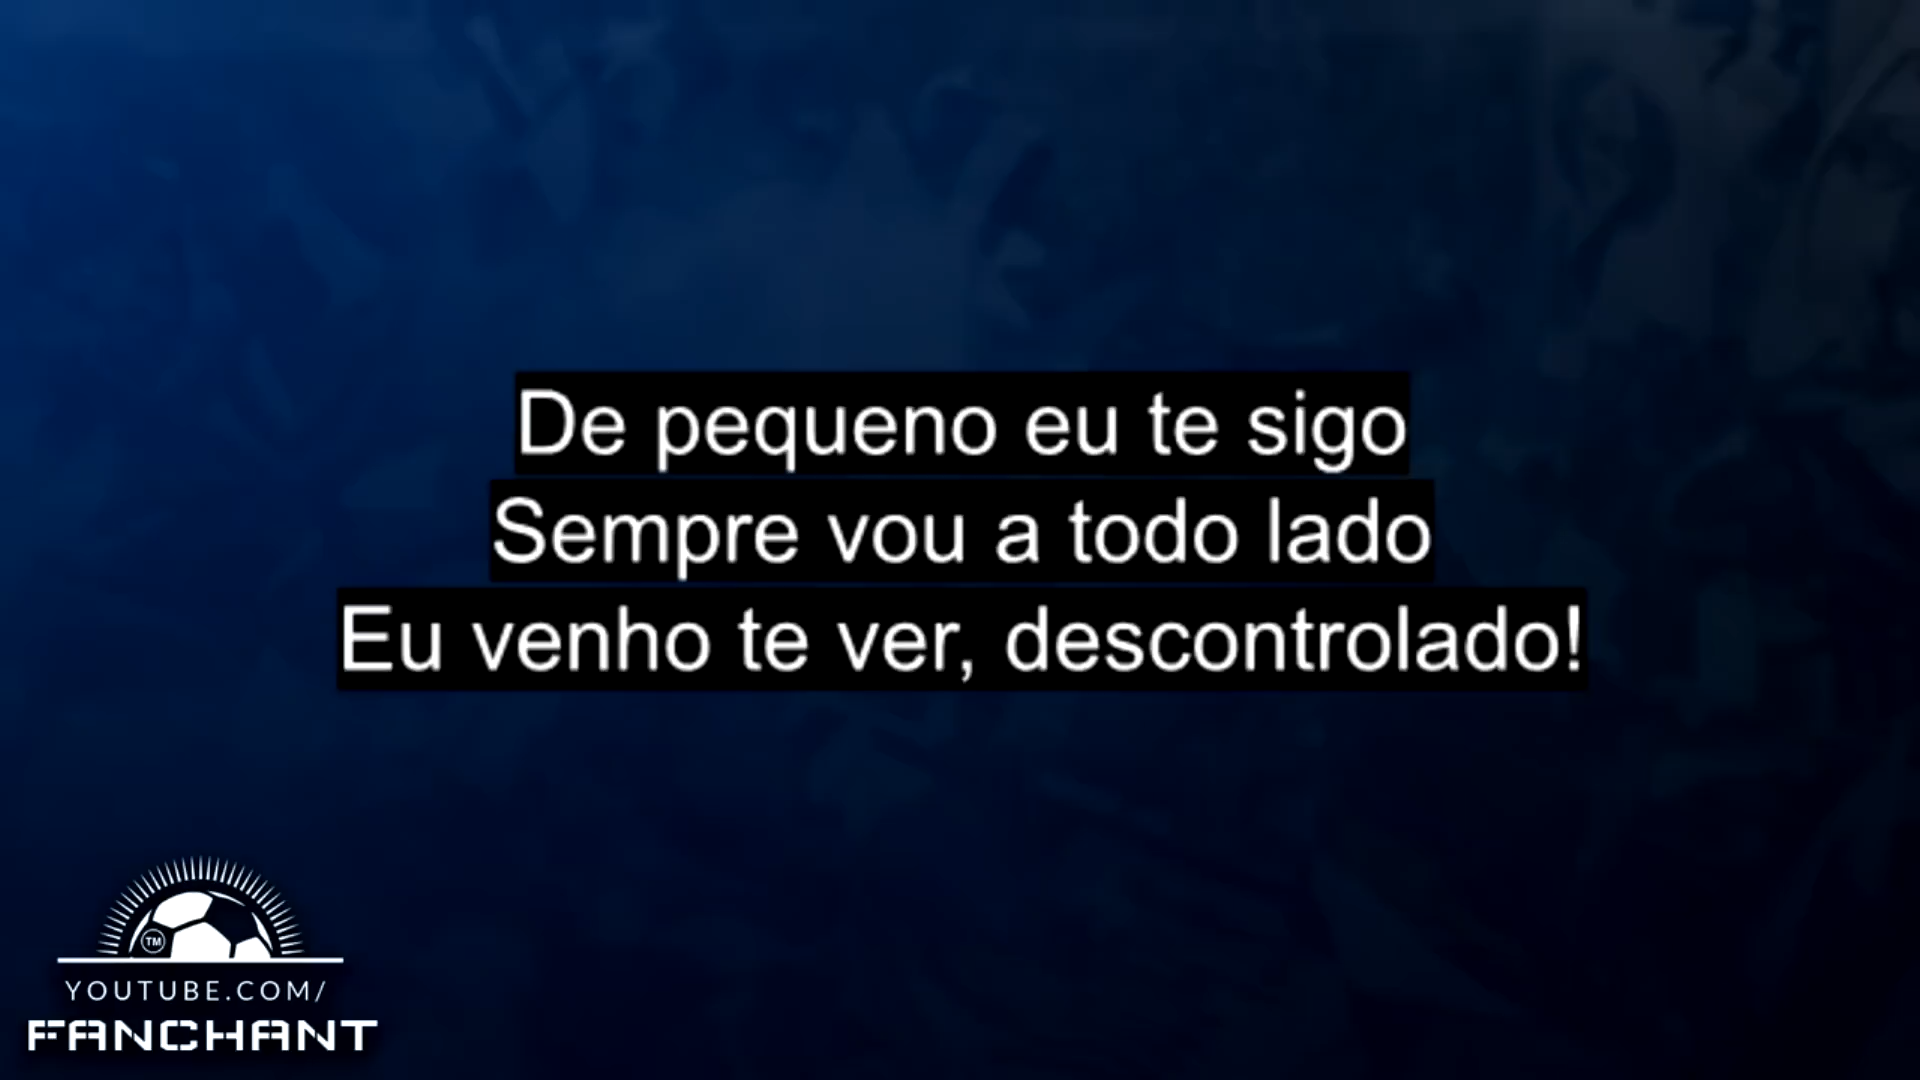 De pequeno eu te sigo
Sempre vou a todo lado
Eu venho te ver, descontrolado!
TM
YOUTUBE.COM/
FANCHANT